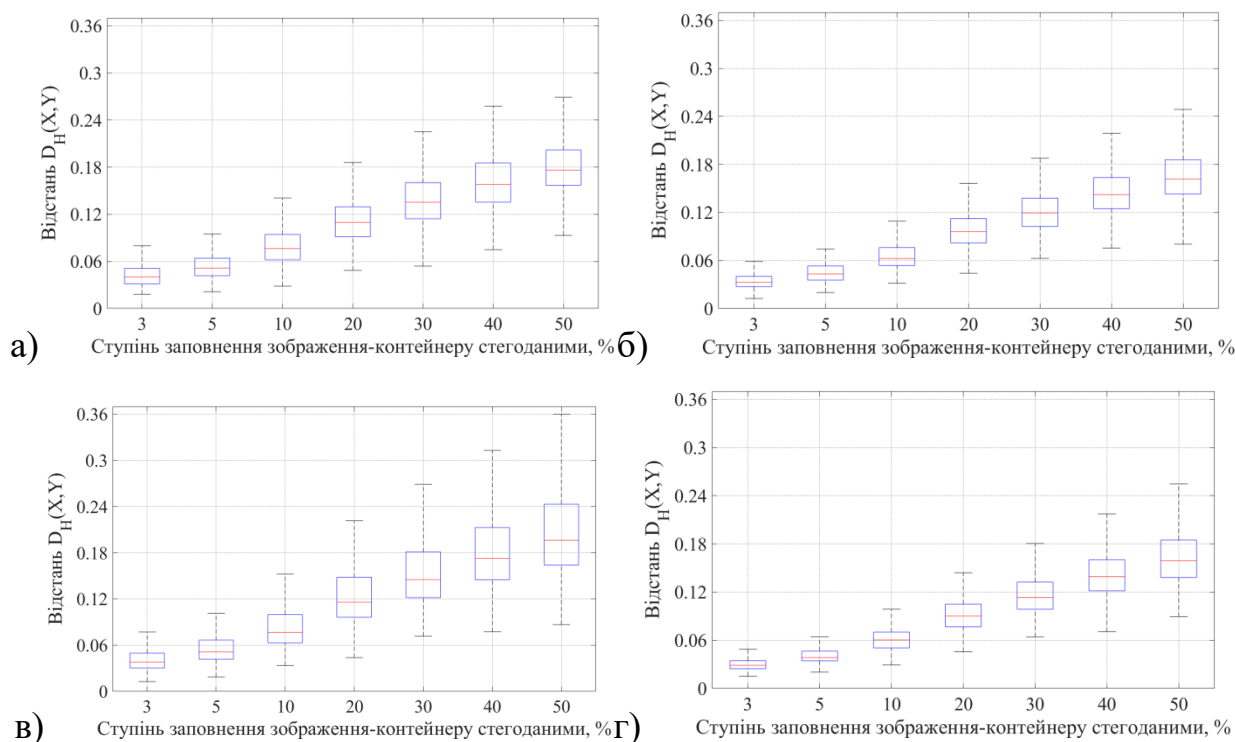 0.36
0.3
0.24
0.18
0.12
0.06
0
Відстань D_H(X,Y)
3 5 10 20 30 40 50
а) Ступінь заповнення зображення-контейнеру стегоданими, %
0.36
0.3
0.24
0.18
0.12
0.06
0
Відстань D_H(X,Y)
3 5 10 20 30 40 50
б) Ступінь заповнення зображення-контейнеру стегоданими, %
0.36
0.3
0.24
0.18
0.12
0.06
0
Відстань D_H(X,Y)
3 5 10 20 30 40 50
в) Ступінь заповнення зображення-контейнеру стегоданими, %
0.36
0.3
0.24
0.18
0.12
0.06
0
Відстань D_H(X,Y)
3 5 10 20 30 40 50
г) Ступінь заповнення зображення-контейнеру стегоданими, %